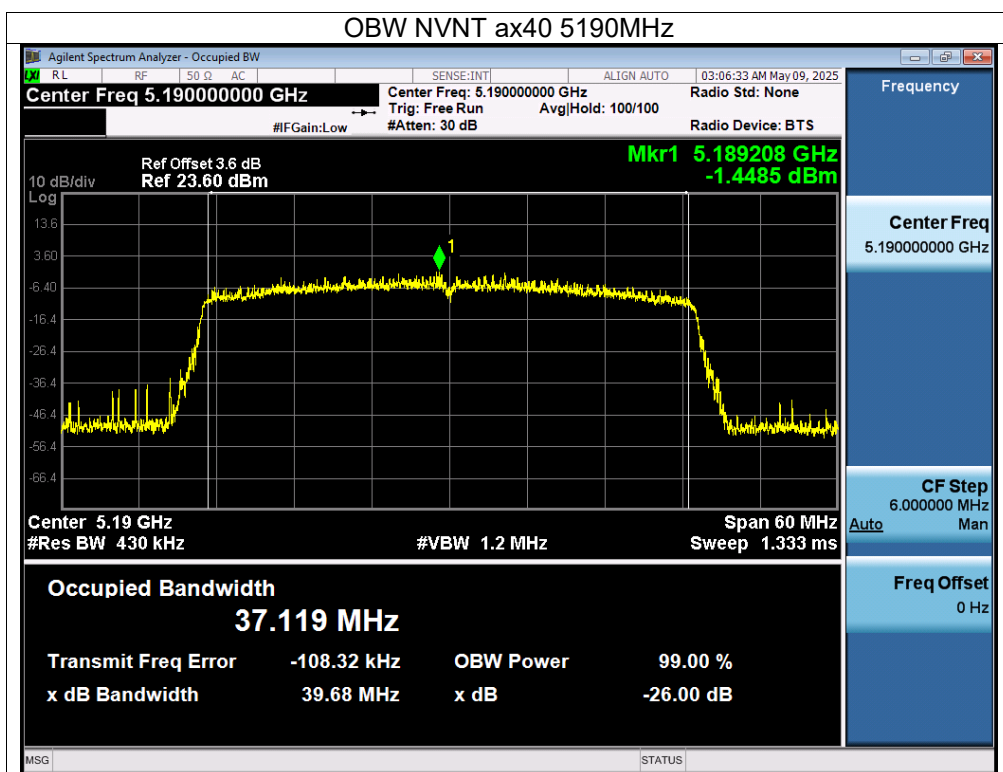 OBW NVNT ax40 5190MHz
Agilent Spectrum Analyzer - Occupied BW
LXI RL RF 50 Ω AC SENSE:INT ALIGN AUTO 03:06:33 AM May 09, 2025
Center Freq 5.190000000 GHz
Center Freq: 5.190000000 GHz
Radio Std: None
Trig: Free Run
Avg|Hold: 100/100
#IFGain:Low
#Atten: 30 dB
Radio Device: BTS
Ref Offset 3.6 dB
10 dB/div Ref 23.60 dBm
Mkr1 5.189208 GHz
-1.4485 dBm
Log
13.6
3.60
-6.40
-16.4
-26.4
-36.4
-46.4
-56.4
-66.4
1
Center 5.19 GHz
Span 60 MHz
#Res BW 430 kHz
#VBW 1.2 MHz
Sweep 1.333 ms
Occupied Bandwidth
37.119 MHz
Transmit Freq Error -108.32 kHz
OBW Power 99.00 %
x dB Bandwidth 39.68 MHz
x dB -26.00 dB
MSG
STATUS
Frequency
Center Freq
5.190000000 GHz
CF Step
6.000000 MHz
Auto Man
Freq Offset
0 Hz